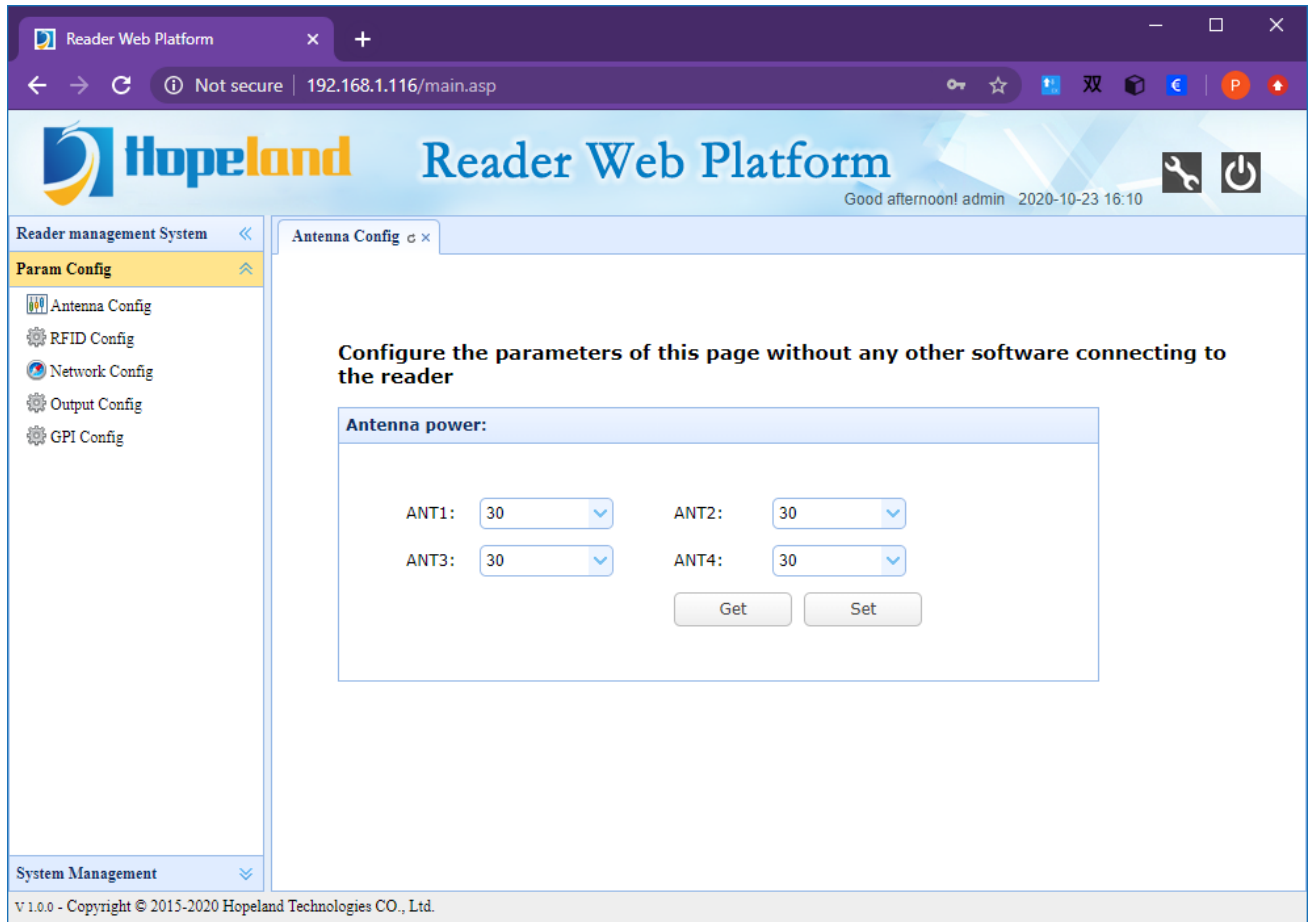 Reader Web Platform
Not secure | 192.168.1.116/main.asp
双 € P
Hopeland Reader Web Platform
Good afternoon! admin 2020-10-23 16:10
Reader management System
Antenna Config
Param Config
Antenna Config
RFID Config
Network Config
Output Config
GPI Config
Configure the parameters of this page without any other software connecting to
the reader
Antenna power:
ANT1: 30 ANT2: 30
ANT3: 30 ANT4: 30
Get Set
System Management
V 1.0.0 - Copyright © 2015-2020 Hopeland Technologies CO., Ltd.